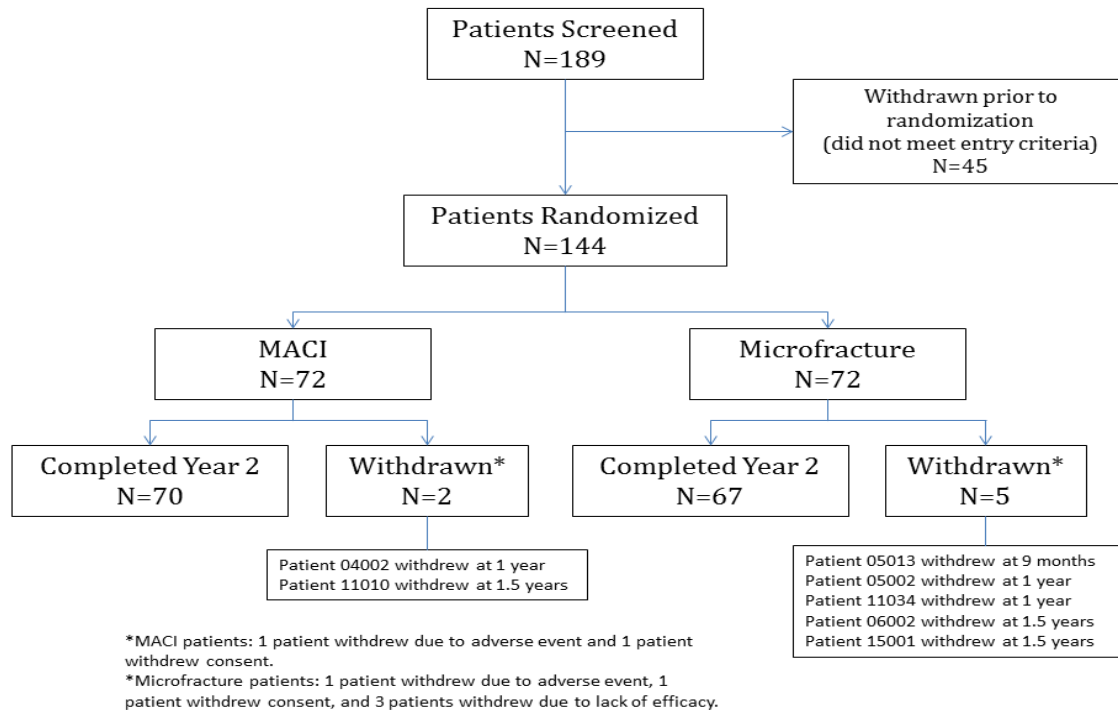 Patients Screened
N=189
Withdrawn prior to
randomization
(did not meet entry criteria)
N=45
Patients Randomized
N=144
MACI
N=72
Microfracture
N=72
Completed Year 2
N=70
Withdrawn*
N=2
Completed Year 2
N=67
Withdrawn*
N=5
Patient 04002 withdrew at 1 year
Patient 11010 withdrew at 1.5 years
Patient 05013 withdrew at 9 months
Patient 05002 withdrew at 1 year
Patient 11034 withdrew at 1 year
Patient 06002 withdrew at 1.5 years
Patient 15001 withdrew at 1.5 years
*MACI patients: 1 patient withdrew due to adverse event and 1 patient
withdrew consent.
*Microfracture patients: 1 patient withdrew due to adverse event, 1
patient withdrew consent, and 3 patients withdrew due to lack of efficacy.